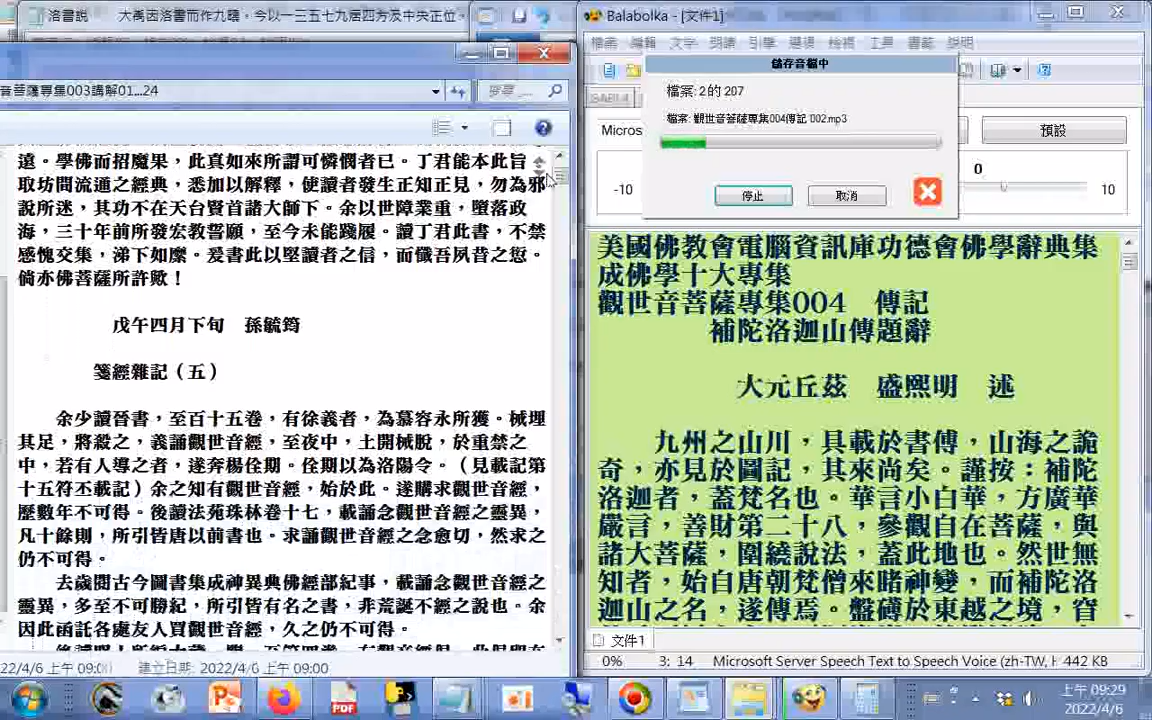 洛書説 大禹因洛書而作九疇，今以一三五七九居四方及中央正位
音菩薩專集003講解01...24
遠。學佛而招魔果，此真如來所謂可憐憫者已。丁君能本此旨，
取坊間流通之經典，悉加以解釋，使讀者發生正知正見，勿為邪
說所迷，其功不在天台賢首諸大師下。余以世障業重，墮落政
海，三十年前所發宏教誓願，至今未能踐履。讀丁君此書，不禁
感愧交集，涕下如縻。爰書此以堅讀者之信，而儆吾夙昔之愆。
倘亦佛菩薩所許歟！
戊午四月下旬 孫毓筠
箋經雜記（五）
余少讀晉書，至百十五卷，有徐義者，為慕容永所獲。械埋
其足，將殺之，義誦觀世音經，至夜中，土開械脫，於重禁之
中，若有人導之者，遂奔楊佺期。佺期以為洛陽令。（見載記第
十五符丕載記）余之知有觀世音經，始於此。遂購求觀世音經，
歷數年不可得。後讀法苑珠林卷十七，載誦念觀世音經之靈異，
凡十餘則，所引皆唐以前書也。求誦觀世音經之念愈切，然求之
仍不可得。
去歲閱古今圖書集成神異典佛經部紀事，載誦念觀世音經之
靈異，多至不可勝紀，所引皆有名之書，非荒誕不經之說也。余
因此函託各處友人買觀世音經，久之仍不可得。
22/4/6 上午 09:0 建立日期: 2022/4/6 上午 09:00
Balabolka - [文件1]
檔案 編輯 文字 朗讀 引擎 選項 檢視 工具 書籤 說明
儲存音檔中
檔案: 2的 207
檔案: 觀世音菩薩專集004傳記 002.mp3
停止 取消
Micros
預設
-10 0 10
美國佛教會電腦資訊庫功德會佛學辭典集
成佛學十大專集
觀世音菩薩專集004 傳記
補陀洛迦山傳題辭
大元丘茲 盛熙明 述
九州之山川，具載於書傳，山海之詭
奇，亦見於圖記，其來尚矣。謹按：補陀
洛迦者，蓋梵名也。華言小白華，方廣華
嚴言，善財第二十八，參觀自在菩薩，與
諸大菩薩，圍繞說法，蓋此地也。然世無
知者，始自唐朝梵僧來睹神變，而補陀洛
迦山之名，遂傳焉。盤礴於東越之境，窅
文件1
0% 3: 14 Microsoft Server Speech Text to Speech Voice (zh-TW, H 442 KB
上午 09:29
2022/4/6